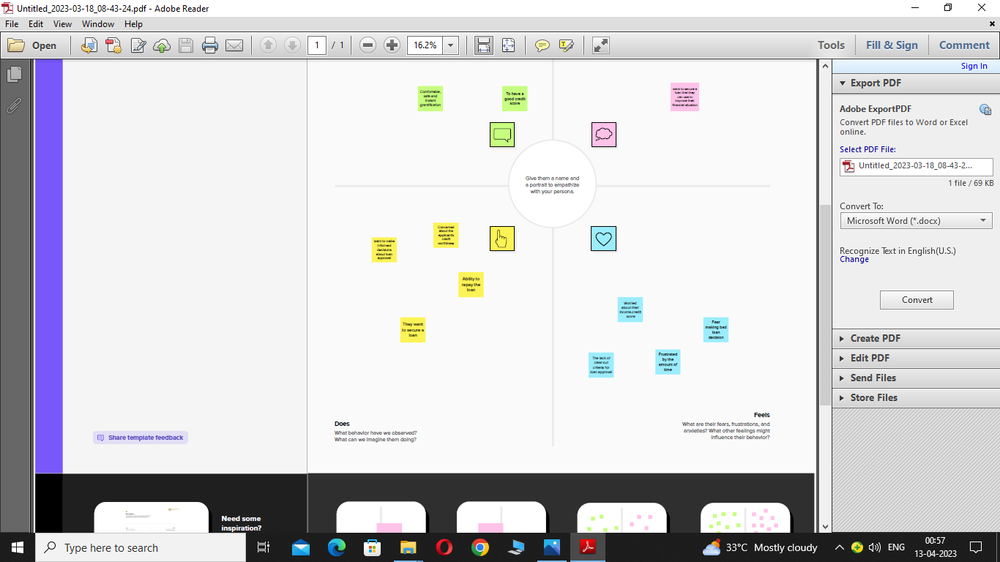 Untitled_2023-03-18_08-43-24.pdf - Adobe Reader
File Edit View Window Help
Open
1 / 1
16.2%
Tools Fill & Sign Comment
Sign In
Comfortable,
safe and
instant
grantification
To have a
good credit
score
want to secure a
loan that they
can use to
improve their
financial situation
Give them a name and
a portrait to empathize
with your persona.
want to make
informed
decisions
about loan
approval
Concerned
about the
applicant's
credit
worthiness
Ability to
repay the
loan
They want
to secure a
loan
Worried
about their
income,credit
score
Fear
making bad
loan
decision
The lack of
clear-cut
criteria for
loan approval
Frustrated
by the
amount of
time
Does
What behavior have we observed?
What can we imagine them doing?
Feels
What are their fears, frustrations, and
anxieties? What other feelings might
influence their behavior?
Share template feedback
Need some
inspiration?
Export PDF
Adobe ExportPDF
Convert PDF files to Word or Excel
online.
Select PDF File:
Untitled_2023-03-18_08-43-2...
1 file / 69 KB
Convert To:
Microsoft Word (*.docx)
Recognize Text in English(U.S.)
Change
Convert
Create PDF
Edit PDF
Send Files
Store Files
Type here to search
33°C Mostly cloudy
ENG
00:57
13-04-2023